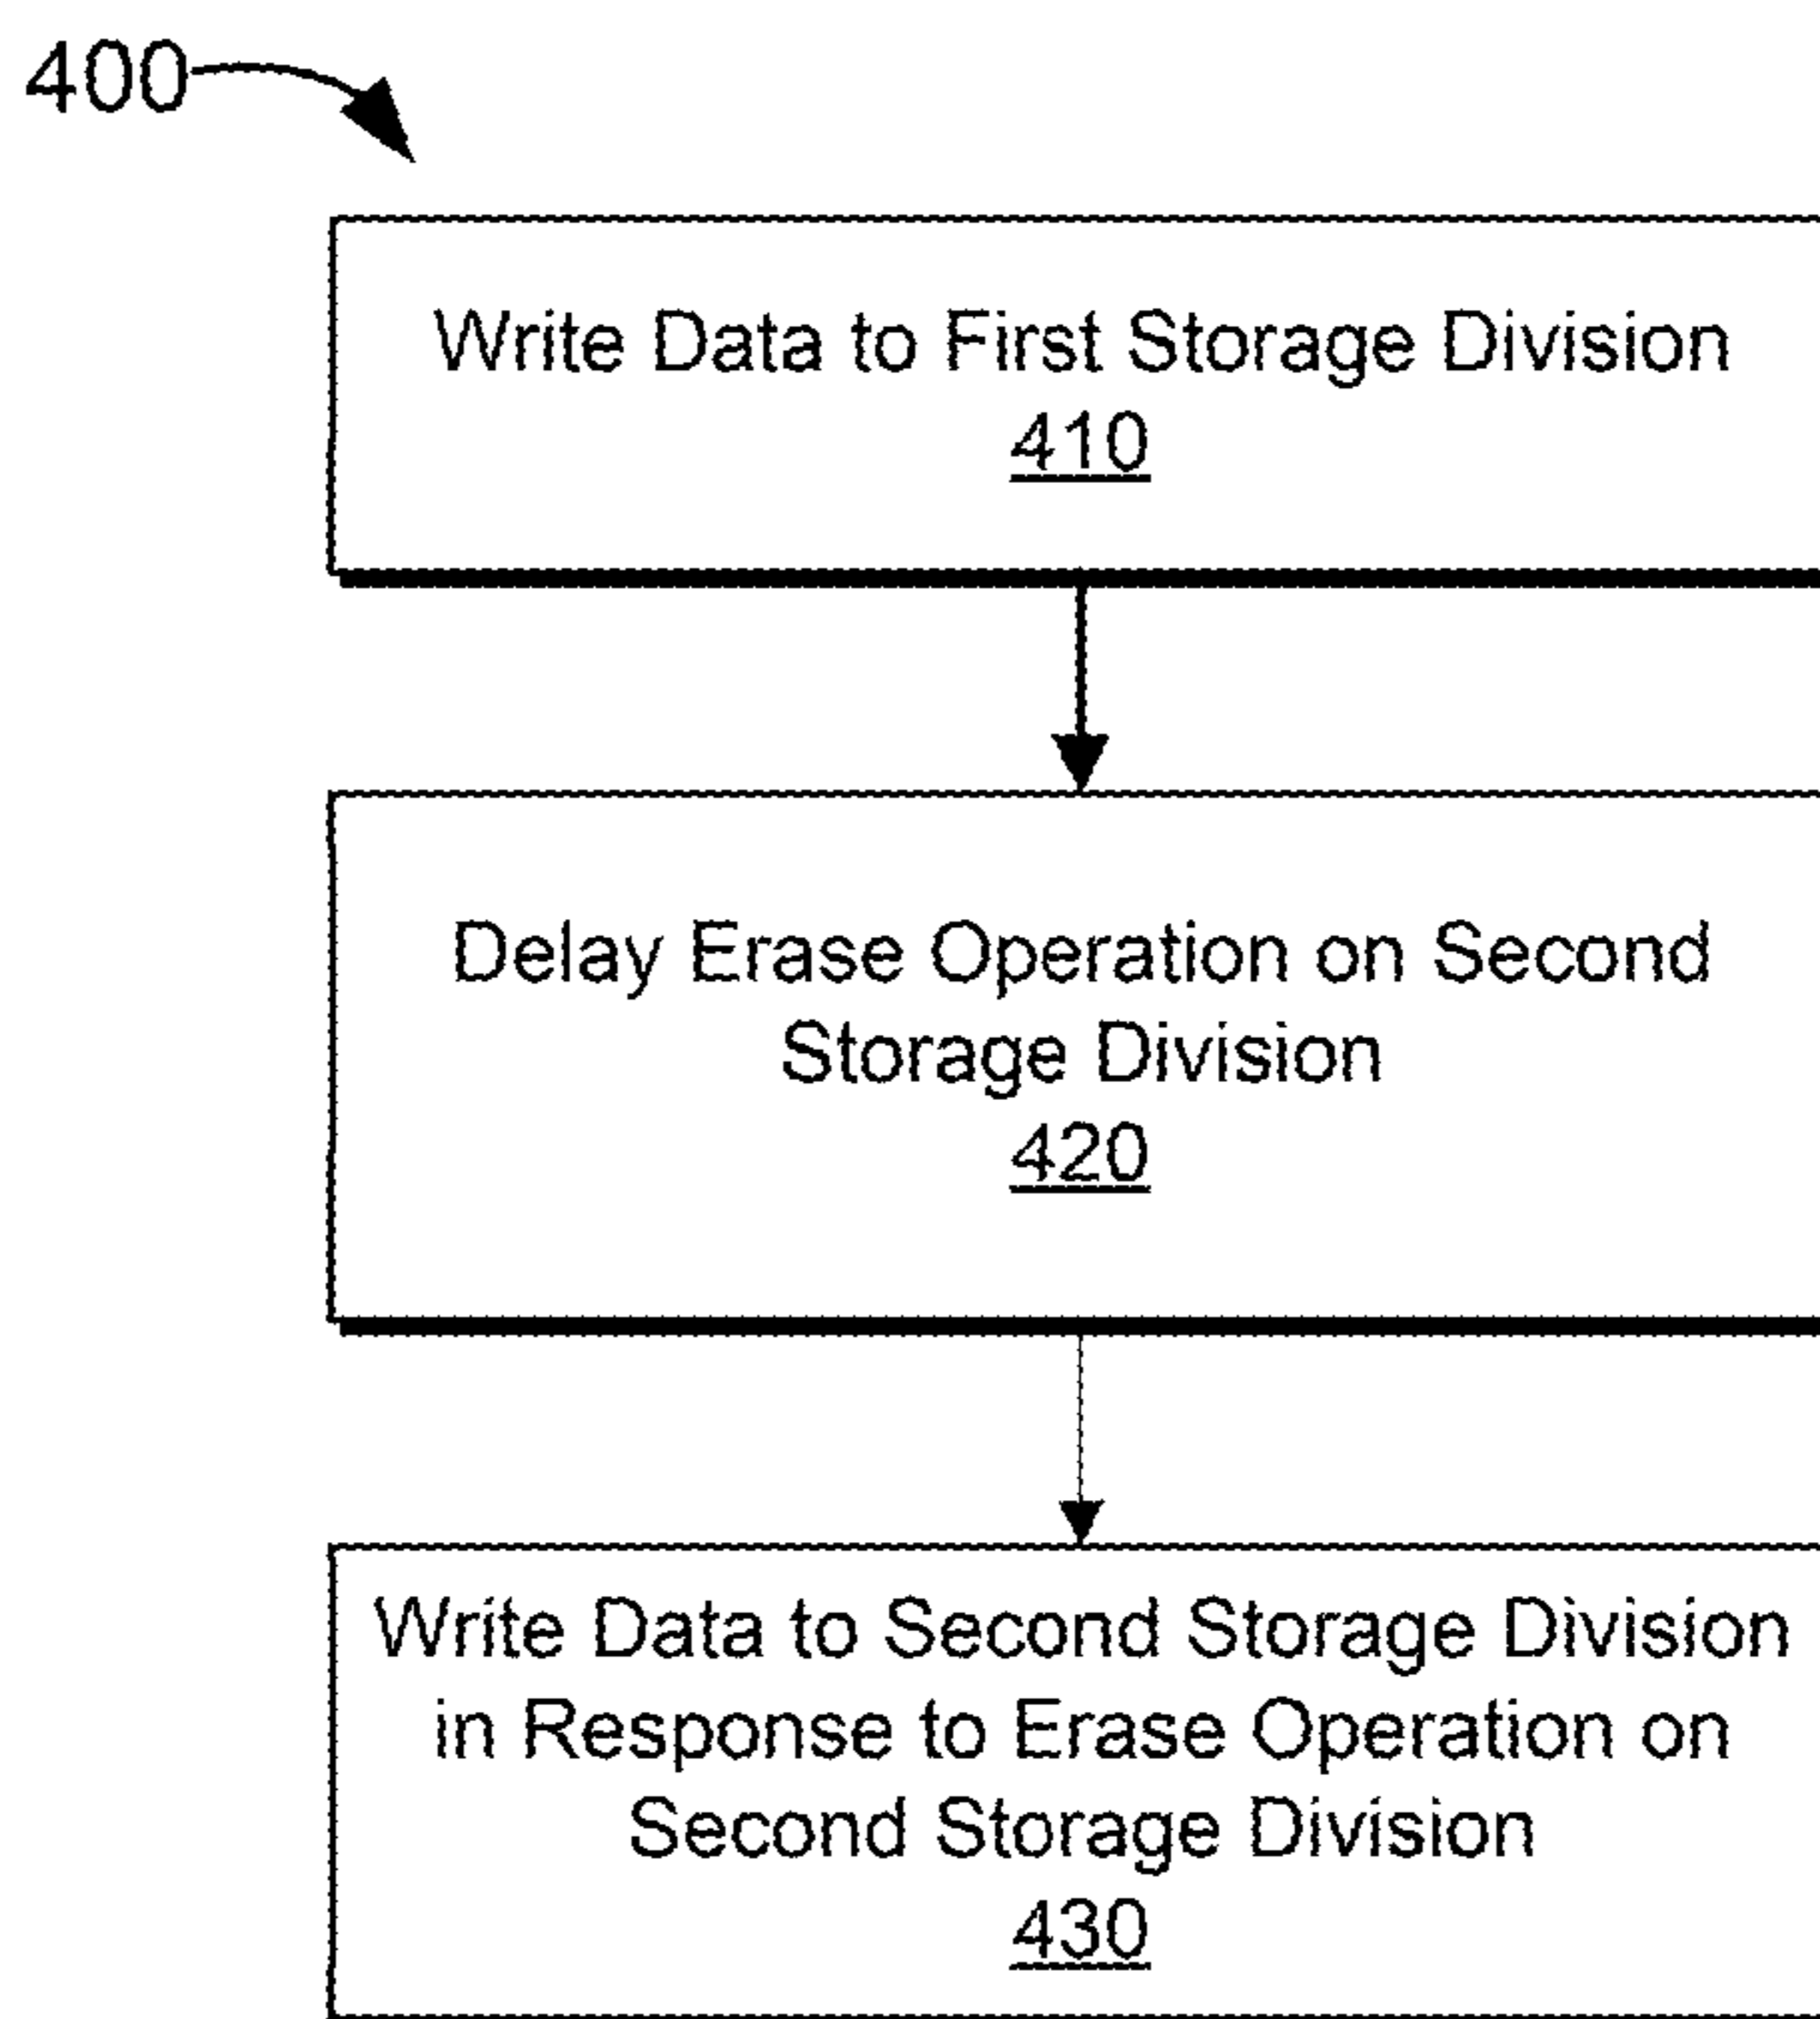 400
Write Data to First Storage Division
410
Delay Erase Operation on Second
Storage Division
420
Write Data to Second Storage Division
in Response to Erase Operation on
Second Storage Division
430